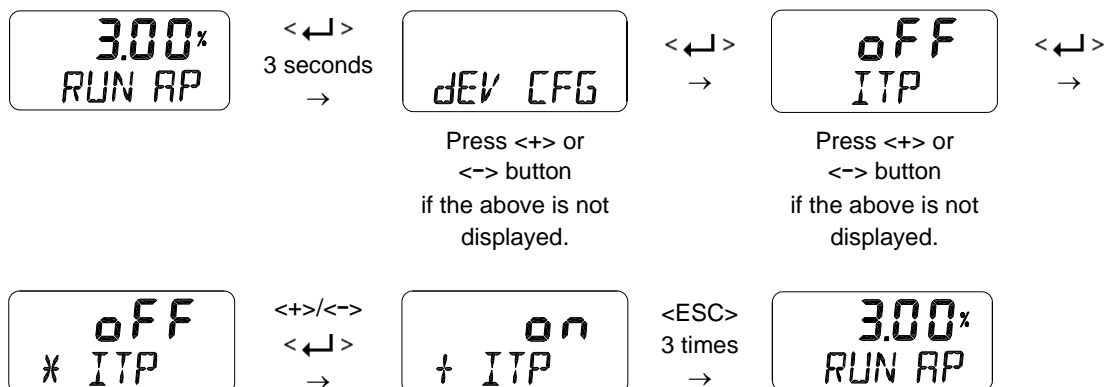 3.00%
RUN AP
<↵>
3 seconds
→
dEV CFG
Press <+> or
<−> button
if the above is not
displayed.
<↵>
→
oFF
ITP
Press <+> or
<−> button
if the above is not
displayed.
<↵>
→
oFF
* ITP
<+>/<−>
<↵>
→
on
+ ITP
<ESC>
3 times
→
3.00%
RUN AP